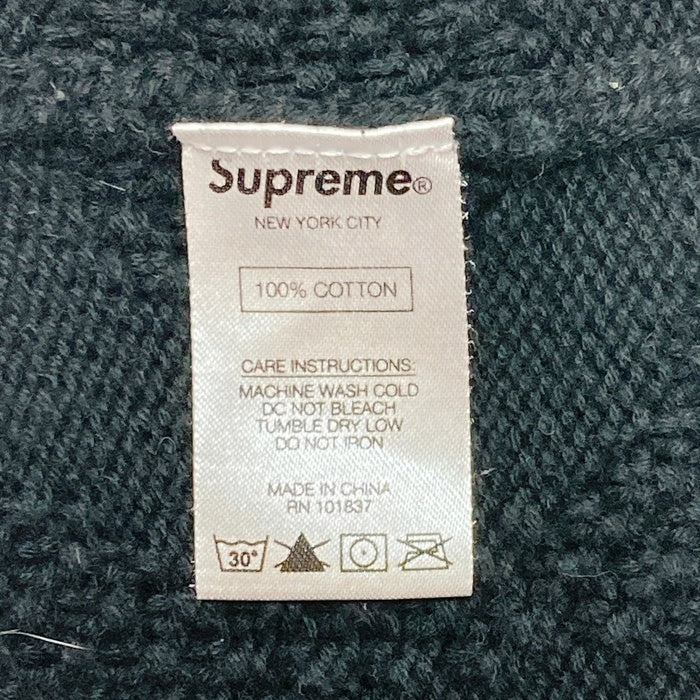 Supreme®
NEW YORK CITY
100% COTTON
CARE INSTRUCTIONS:
MACHINE WASH COLD
DO NOT BLEACH
TUMBLE DRY LOW
DO NOT IRON
MADE IN CHINA
RN 101837
30°